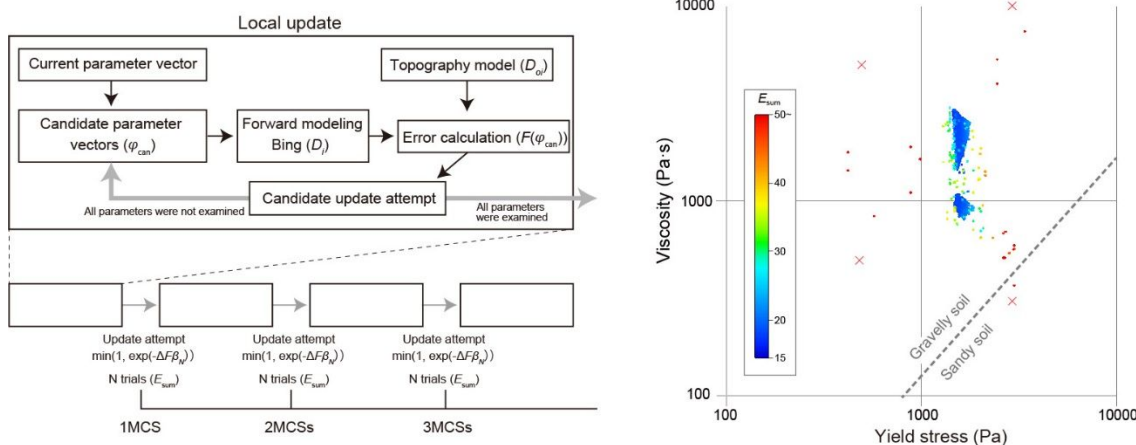 Local update
Current parameter vector
Topography model (Doi)
Candidate parameter
vectors (φcan)
Forward modeling
Bing (Di)
Error calculation (F(φcan))
Candidate update attempt
All parameters were not examined
All parameters
were examined
Update attempt
min(1, exp(-ΔFβN))
N trials (Esum)
Update attempt
min(1, exp(-ΔFβN))
N trials (Esum)
Update attempt
min(1, exp(-ΔFβN))
N trials (Esum)
1MCS
2MCSs
3MCSs
10000
1000
100
Viscosity (Pa·s)
Esum
50~
40
30
20
15
Gravelly soil
Sandy soil
100
1000
10000
Yield stress (Pa)